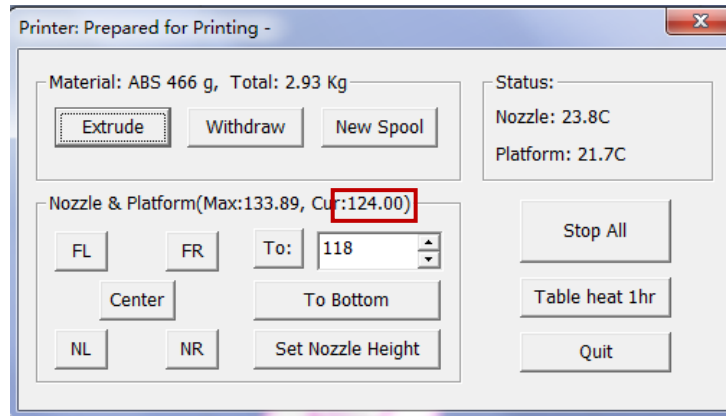 Printer: Prepared for Printing -
Material: ABS 466 g, Total: 2.93 Kg
Extrude Withdraw New Spool
Status:
Nozzle: 23.8C
Platform: 21.7C
Nozzle & Platform(Max:133.89, Cur:124.00)
FL FR To: 118
Center To Bottom
NL NR Set Nozzle Height
Stop All
Table heat 1hr
Quit